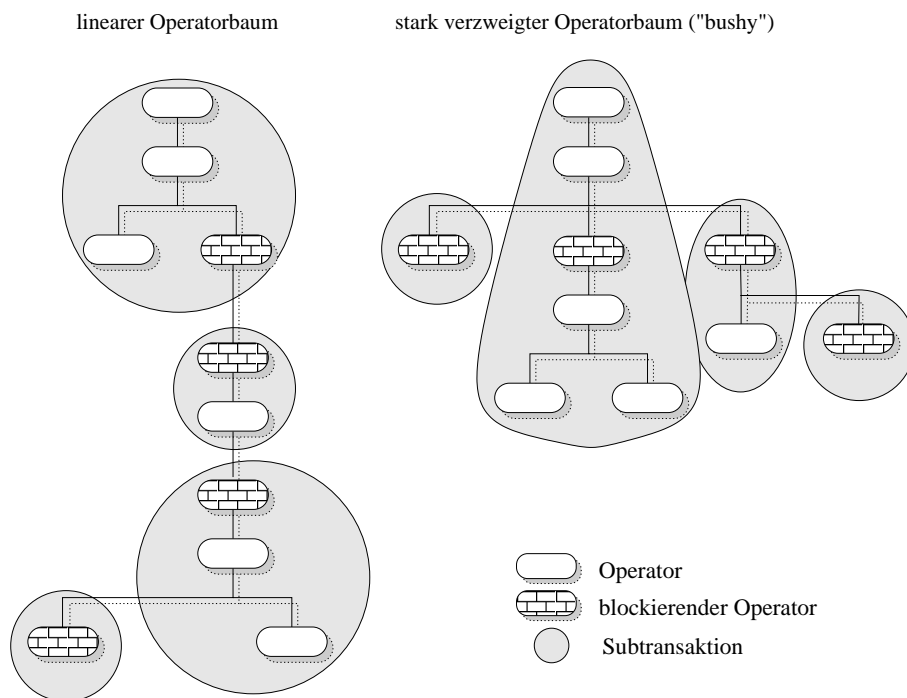 linearer Operatorbaum
stark verzweigter Operatorbaum ("bushy")
Operator
blockierender Operator
Subtransaktion